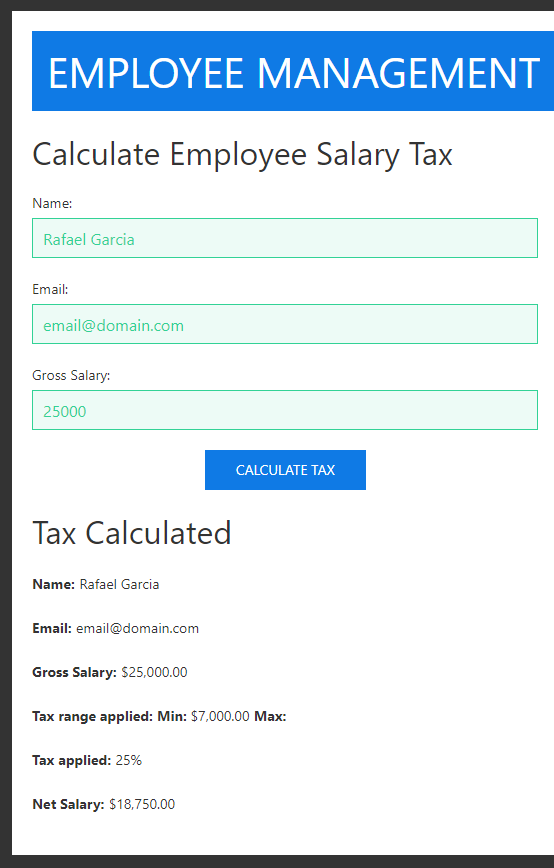 EMPLOYEE MANAGEMENT
Calculate Employee Salary Tax
Name:
Rafael Garcia
Email:
email@domain.com
Gross Salary:
25000
CALCULATE TAX
Tax Calculated
Name: Rafael Garcia
Email: email@domain.com
Gross Salary: $25,000.00
Tax range applied: Min: $7,000.00 Max:
Tax applied: 25%
Net Salary: $18,750.00